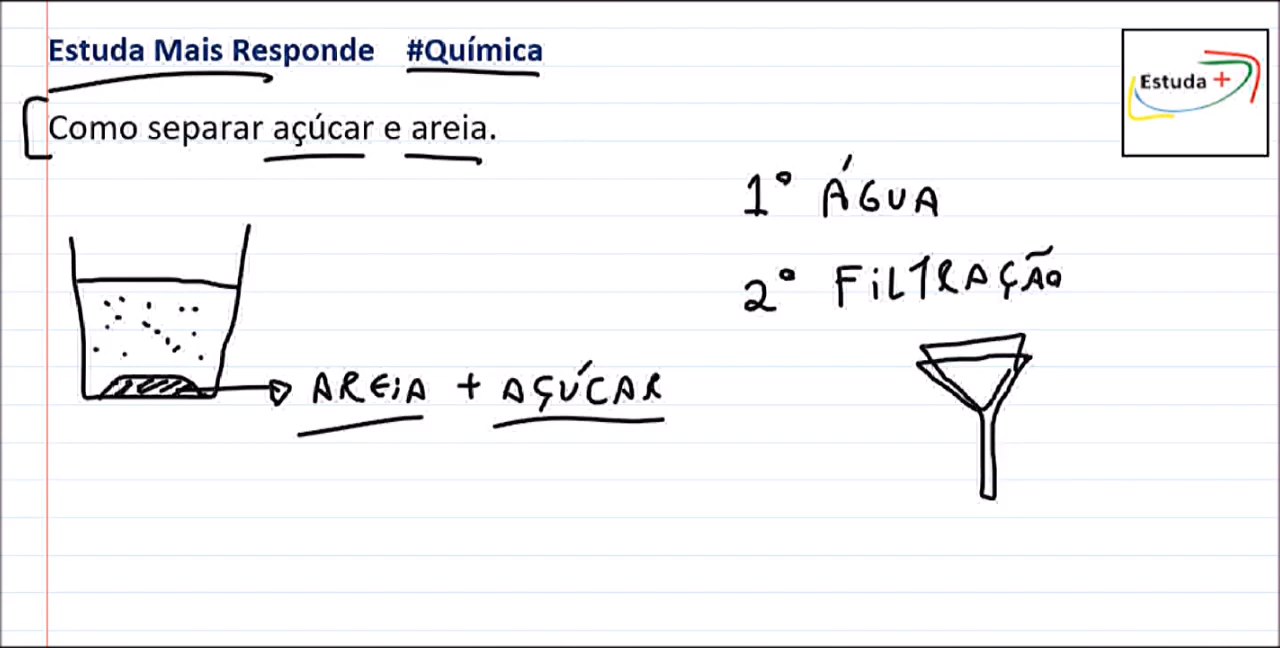 Estuda Mais Responde #Química
Estuda +
Como separar açúcar e areia.
1° ÁGUA
2° FiLTRAÇÃO
AREiA + AÇÚCAR